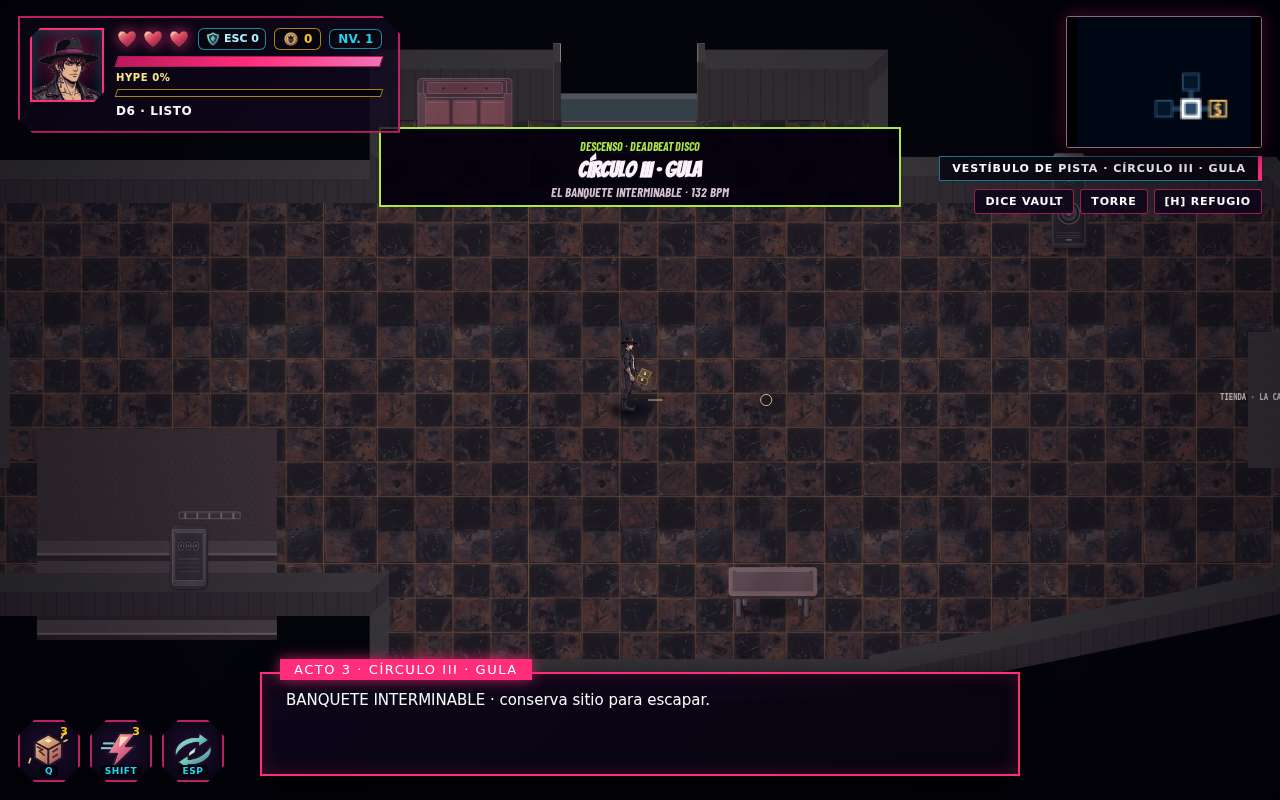 ESC 0
0
NV. 1
HYPE 0%
D6 · LISTO
DESCENSO · DEADBEAT DISCO
CÍRCULO III · GULA
EL BANQUETE INTERMINABLE · 132 BPM
$
VESTÍBULO DE PISTA · CÍRCULO III · GULA
DICE VAULT
TORRE
[H] REFUGIO
TIENDA · LA CA
ACTO 3 · CÍRCULO III · GULA
BANQUETE INTERMINABLE · conserva sitio para escapar.
3
Q
3
SHIFT
ESP